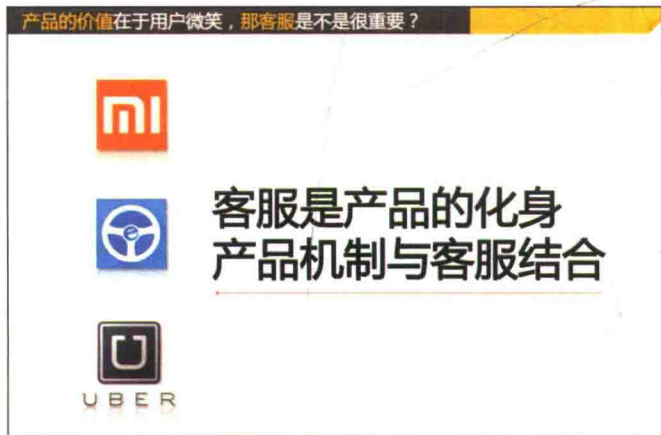 产品的价值在于用户微笑，那客服是不是很重要？
mi
客服是产品的化身
产品机制与客服结合
U
UBER